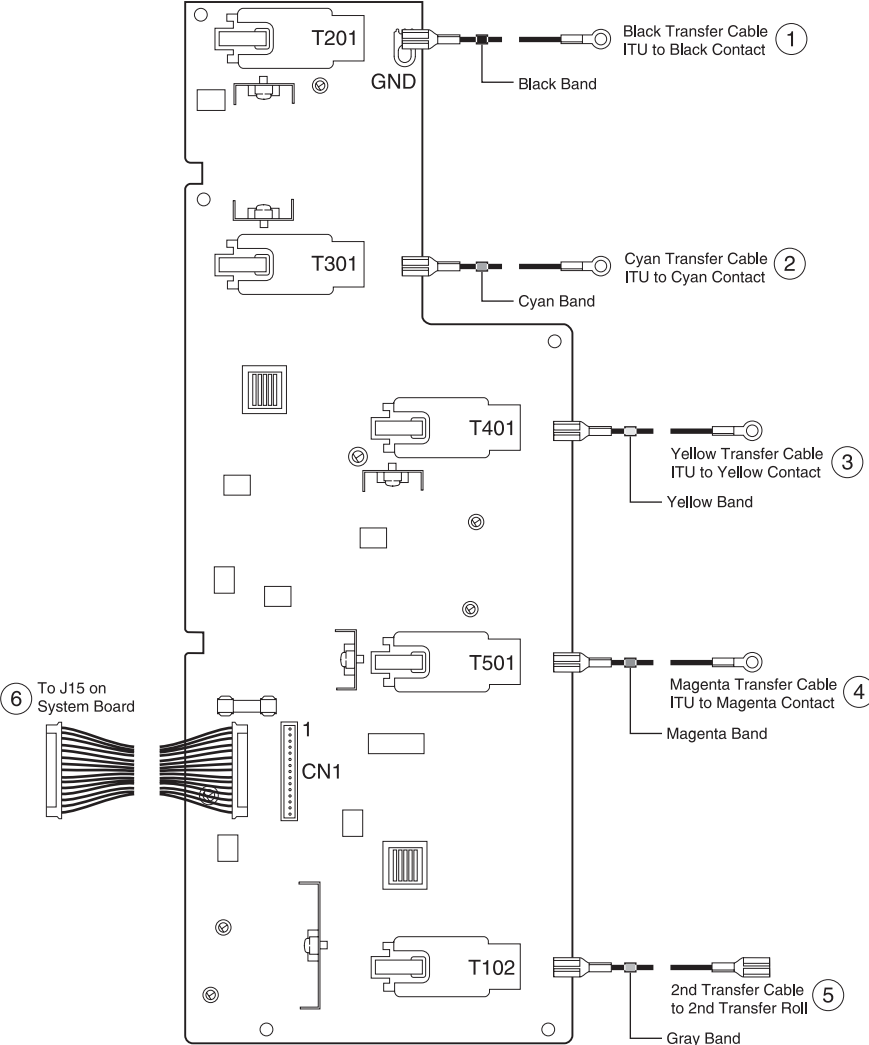 T201
GND
Black Transfer Cable
ITU to Black Contact
1
Black Band
T301
Cyan Transfer Cable
ITU to Cyan Contact
2
Cyan Band
T401
Yellow Transfer Cable
ITU to Yellow Contact
3
Yellow Band
T501
Magenta Transfer Cable
ITU to Magenta Contact
4
Magenta Band
6
To J15 on
System Board
1
CN1
T102
2nd Transfer Cable
to 2nd Transfer Roll
5
Gray Band